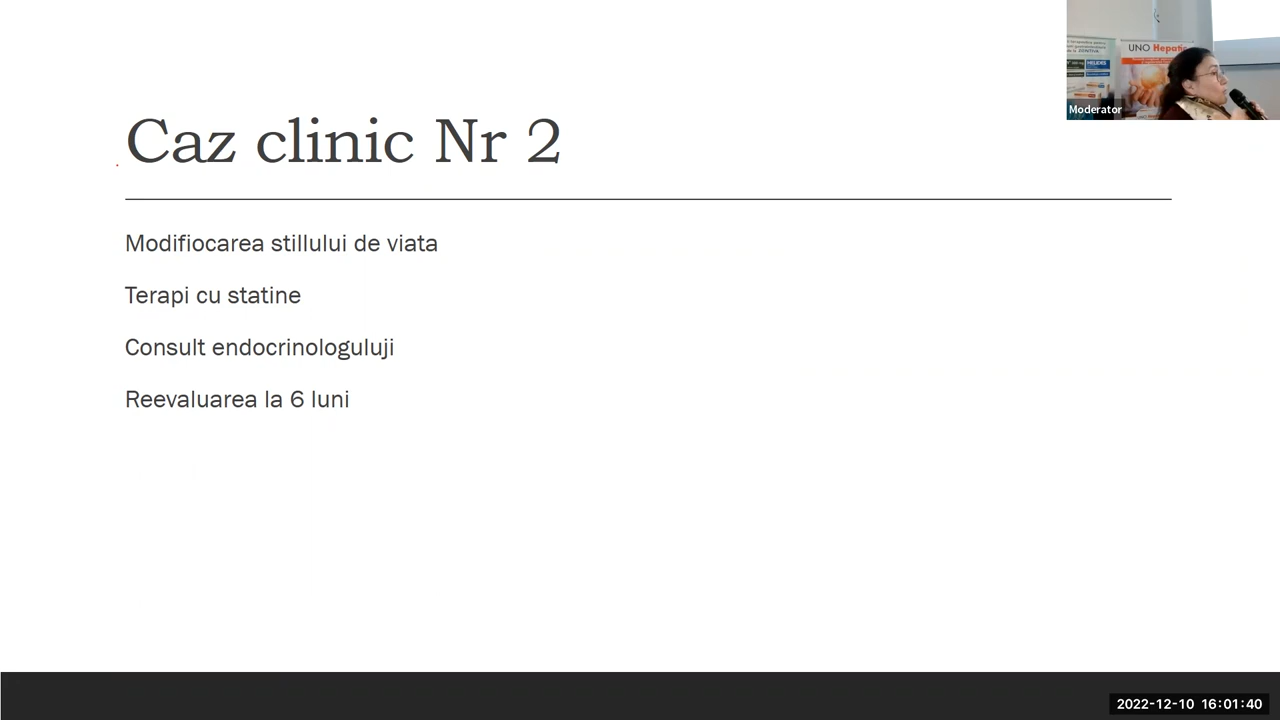 UNO Hepatic
HELIDES
Moderator
Caz clinic Nr 2
Modifiocarea stillului de viata
Terapi cu statine
Consult endocrinologuluji
Reevaluarea la 6 luni
2022-12-10 16:01:40